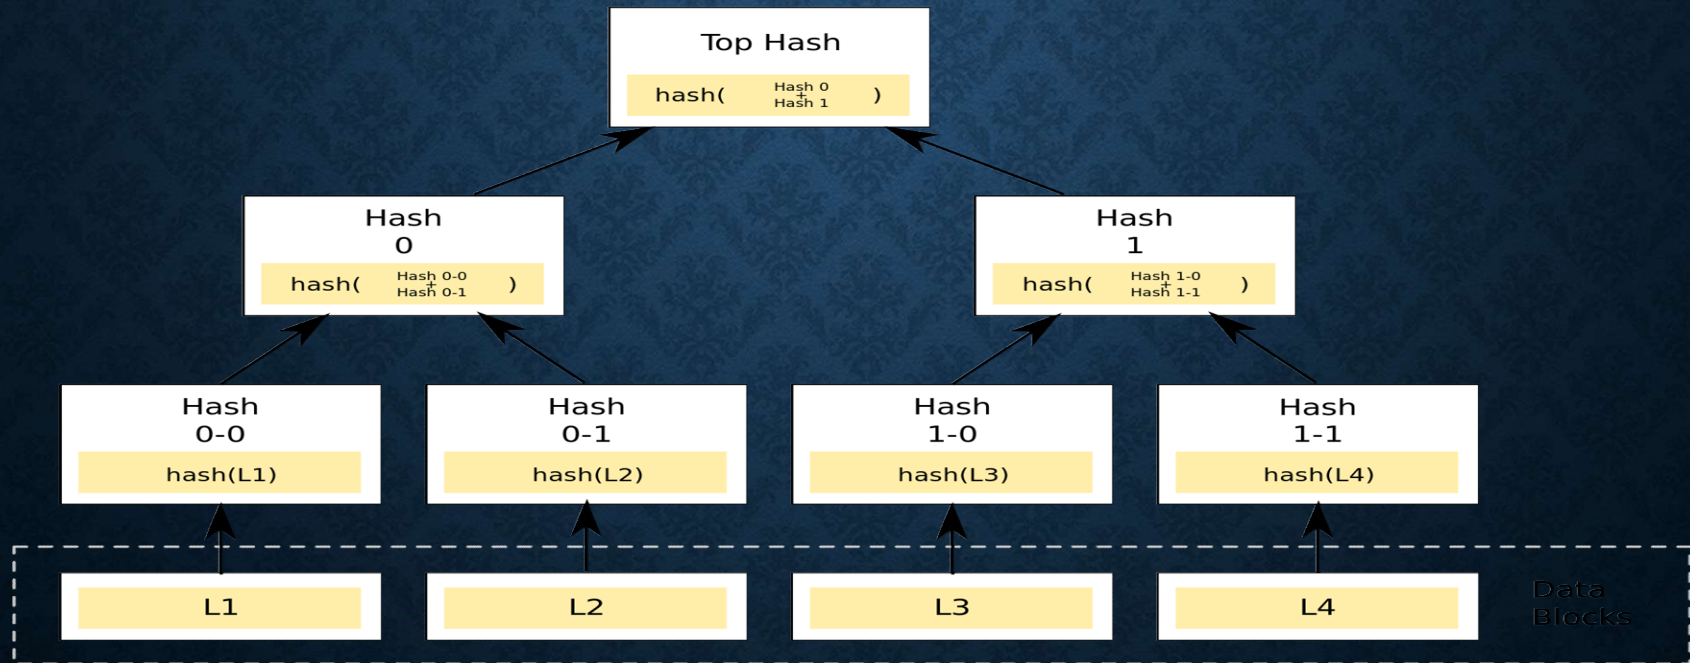 Top Hash
hash( Hash 0 + Hash 1 )
Hash
0
hash( Hash 0-0 + Hash 0-1 )
Hash
1
hash( Hash 1-0 + Hash 1-1 )
Hash
0-0
hash(L1)
Hash
0-1
hash(L2)
Hash
1-0
hash(L3)
Hash
1-1
hash(L4)
L1
L2
L3
L4
Data
Blocks